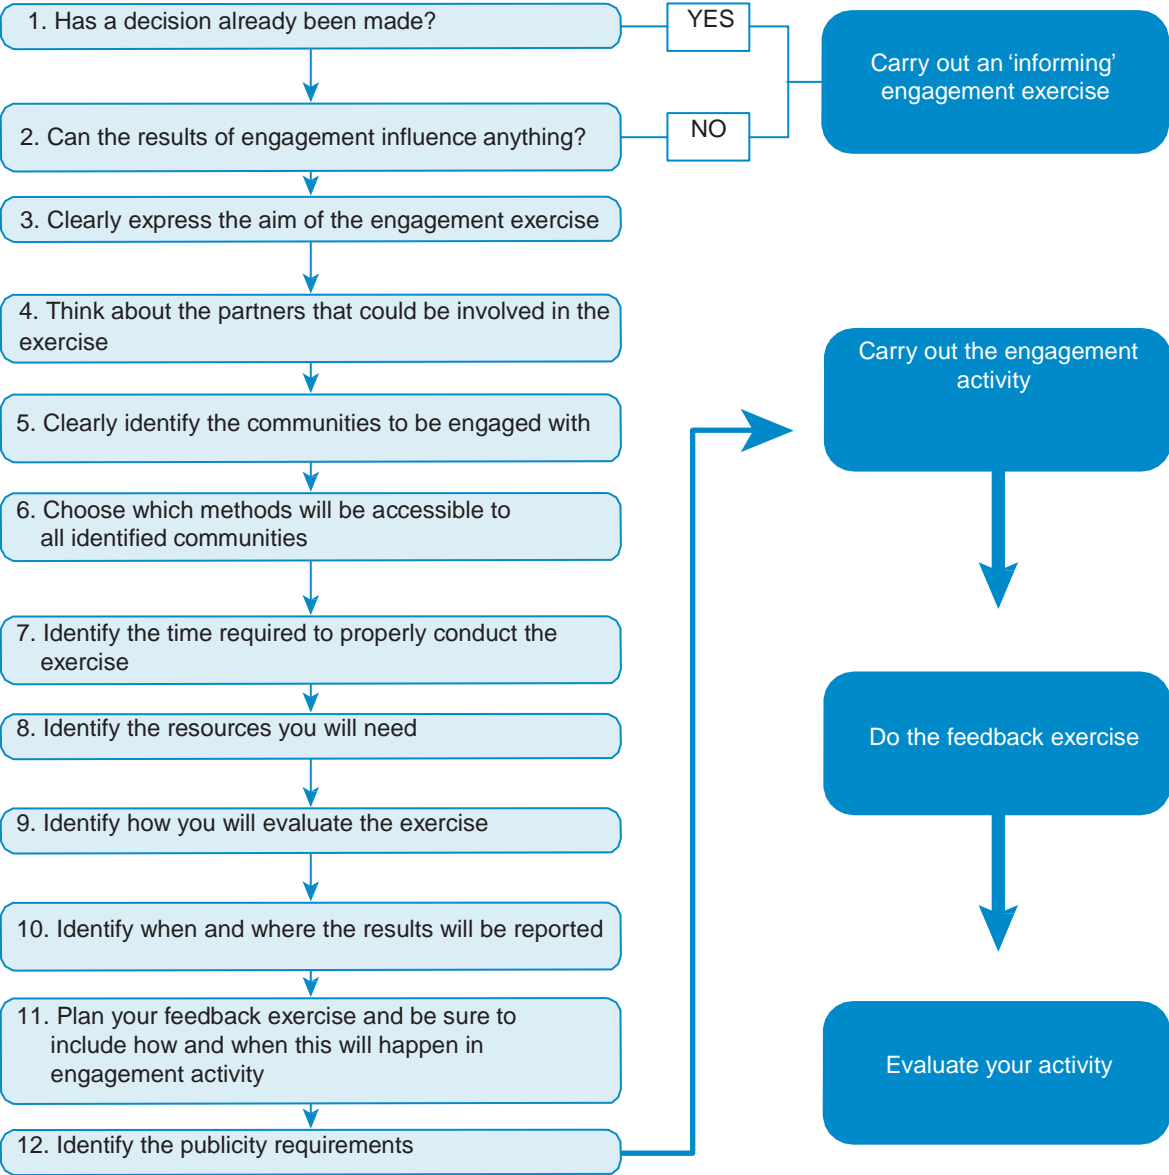 1. Has a decision already been made?
YES
Carry out an ‘informing’
engagement exercise
2. Can the results of engagement influence anything?
NO
3. Clearly express the aim of the engagement exercise
4. Think about the partners that could be involved in the
exercise
5. Clearly identify the communities to be engaged with
6. Choose which methods will be accessible to
all identified communities
7. Identify the time required to properly conduct the
exercise
8. Identify the resources you will need
9. Identify how you will evaluate the exercise
10. Identify when and where the results will be reported
11. Plan your feedback exercise and be sure to
include how and when this will happen in
engagement activity
12. Identify the publicity requirements
Carry out the engagement
activity
Do the feedback exercise
Evaluate your activity